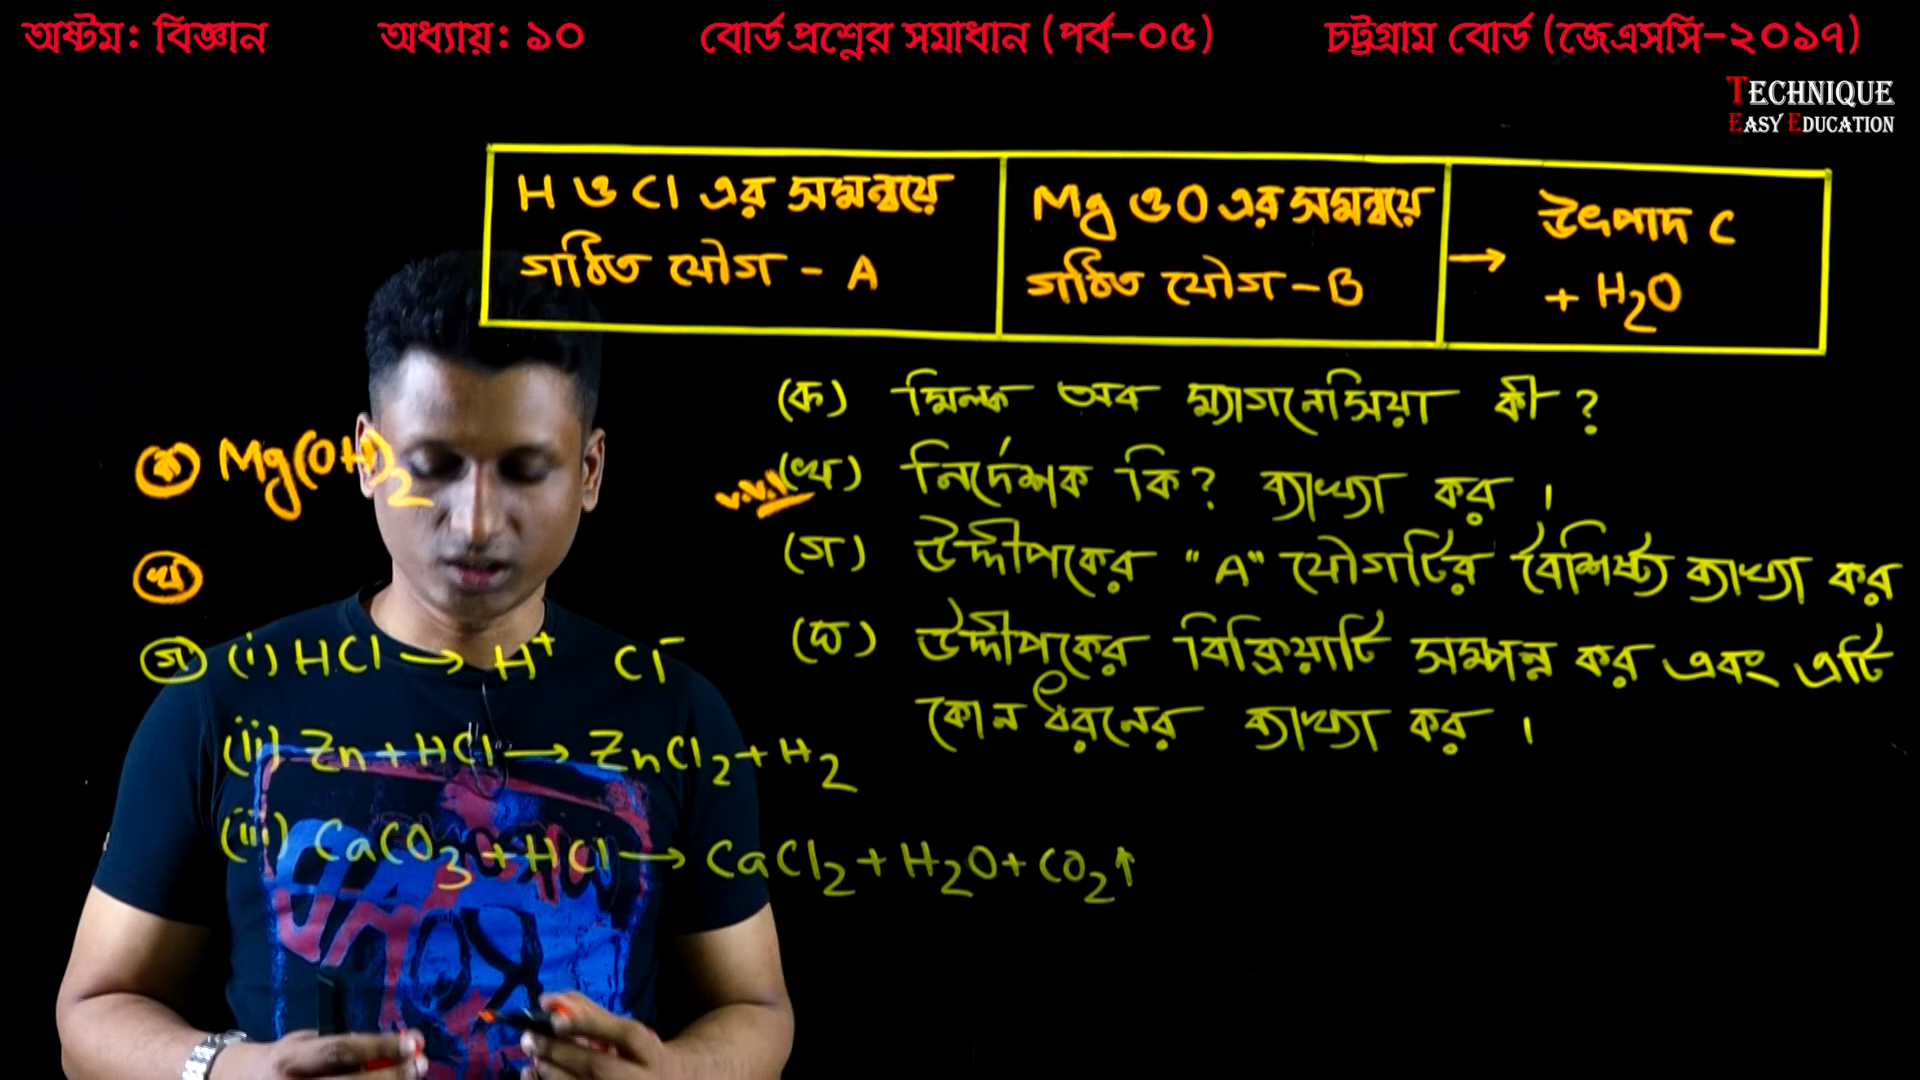 অষ্টম: বিজ্ঞান অধ্যায়: ১০ বোর্ড প্রশ্নের সমাধান (পর্ব-০৫) চট্টগ্রাম বোর্ড (জেএসসি-২০১৭)
TECHNIQUE
EASY EDUCATION
H ও Cl এর সমন্বয়ে
গঠিত যৌগ - A
Mg ও O এর সমন্বয়ে
গঠিত যৌগ - B
→ উৎপাদ C
+ H₂O
(ক) মিল্ক অব ম্যাগনেসিয়া কী?
v.v.I (খ) নির্দেশক কি? ব্যাখ্যা কর।
(গ) উদ্দীপকের "A" যৌগটির বৈশিষ্ট্য ব্যাখ্যা কর
(ঘ) উদ্দীপকের বিক্রিয়াটি সম্পন্ন কর এবং এটি
কোন ধরনের ব্যাখ্যা কর।
ক Mg(OH)₂
খ
গ (i) HCl → H⁺ Cl⁻
(ii) Zn + HCl → ZnCl₂ + H₂
(iii) CaCO₃ + HCl → CaCl₂ + H₂O + CO₂↑